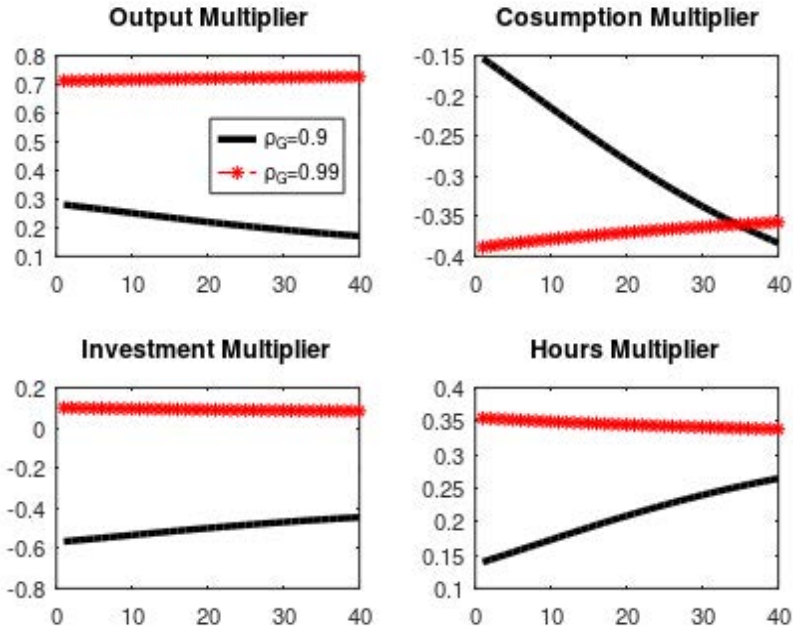 Output Multiplier
0.8
0.7
0.6
0.5
0.4
0.3
0.2
0.1
0 10 20 30 40
ρG=0.9
ρG=0.99
Cosumption Multiplier
-0.15
-0.2
-0.25
-0.3
-0.35
-0.4
0 10 20 30 40
Investment Multiplier
0.2
0
-0.2
-0.4
-0.6
-0.8
0 10 20 30 40
Hours Multiplier
0.4
0.35
0.3
0.25
0.2
0.15
0.1
0 10 20 30 40